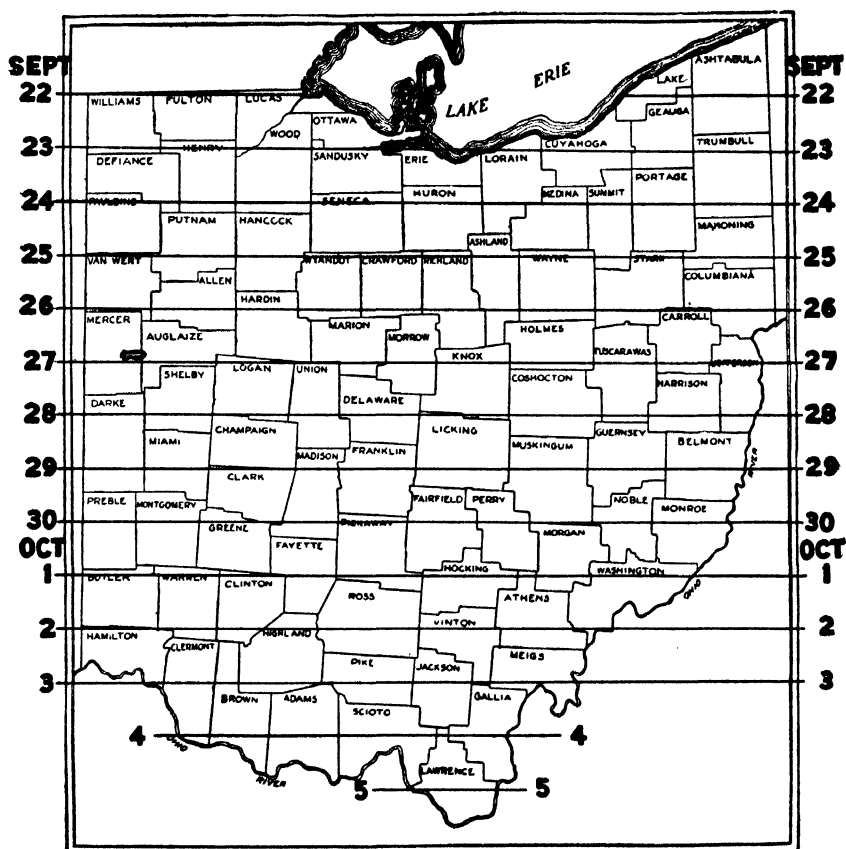 ASHTABULA
SEPT SEPT
ERIE
LAKE
22 22
WILLIAMS FULTON LUCAS
LAKE
GEAUGA
OTTAWA
WOOD
TRUMBULL
CUYAHOGA
23 HENRY 23
DEFIANCE SANDUSKY ERIE LORAIN
PORTAGE
HURON MEDINA SUMMIT
PAULDING SENECA
24 24
PUTNAM HANCOCK MAHONING
ASHLAND
25 25
VAN WERT WYANDOT CRAWFORD RICHLAND WAYNE STARK
COLUMBIANA
ALLEN
HARDIN
26 26
MERCER CARROLL
MARION HOLMES
AUGLAIZE MORROW
TUSCARAWAS
KNOX
27 27
LOGAN UNION JEFFERSON
SHELBY COSHOCTON HARRISON
DARKE DELAWARE
28 28
CHAMPAIGN LICKING GUERNSEY
MIAMI MUSKINGUM BELMONT
FRANKLIN
MADISON
29 29
RIVER
CLARK
PREBLE MONTGOMERY FAIRFIELD PERRY NOBLE
MONROE
30 30
GREENE PICKAWAY
MORGAN
OCT OCT
FAYETTE
HOCKING WASHINGTON
1 1
BUTLER WARREN CLINTON
OHIO
ROSS ATHENS
VINTON
2 2
HAMILTON HIGHLAND
CLERMONT
MEIGS
PIKE JACKSON
3 3
BROWN ADAMS GALLIA
SCIOTO
4 4
OHIO
LAWRENCE
RIVER
5 5